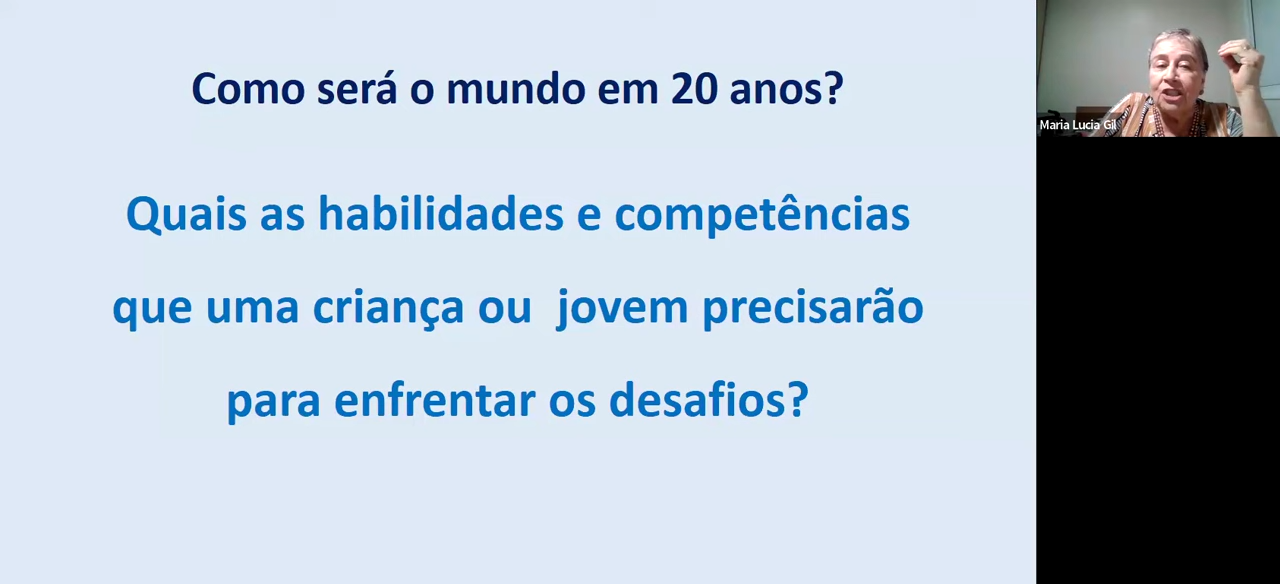 Como será o mundo em 20 anos?
Quais as habilidades e competências
que uma criança ou  jovem precisarão
para enfrentar os desafios?
Maria Lucia Gil